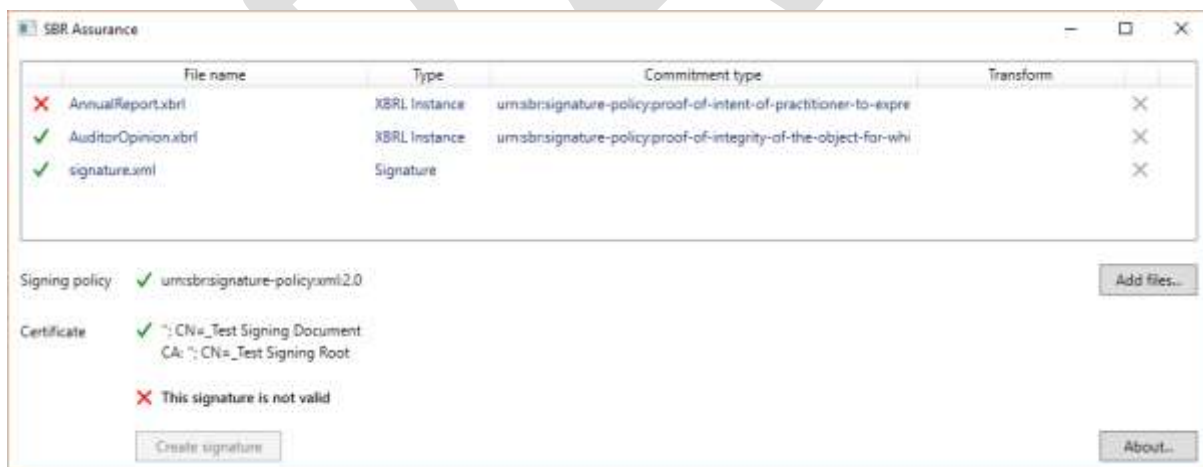 SBR Assurance
File name Type Commitment type Transform
AnnualReport.xbrl XBRL Instance urn:sbr:signature-policy:proof-of-intent-of-practitioner-to-expre
AuditorOpinion.xbrl XBRL Instance urn:sbr:signature-policy:proof-of-integrity-of-the-object-for-whi
signature.xml Signature
Signing policy urn:sbr:signature-policy:xml:2.0 Add files...
Certificate "; CN=_Test Signing Document
CA: "; CN=_Test Signing Root
This signature is not valid
Create signature About...